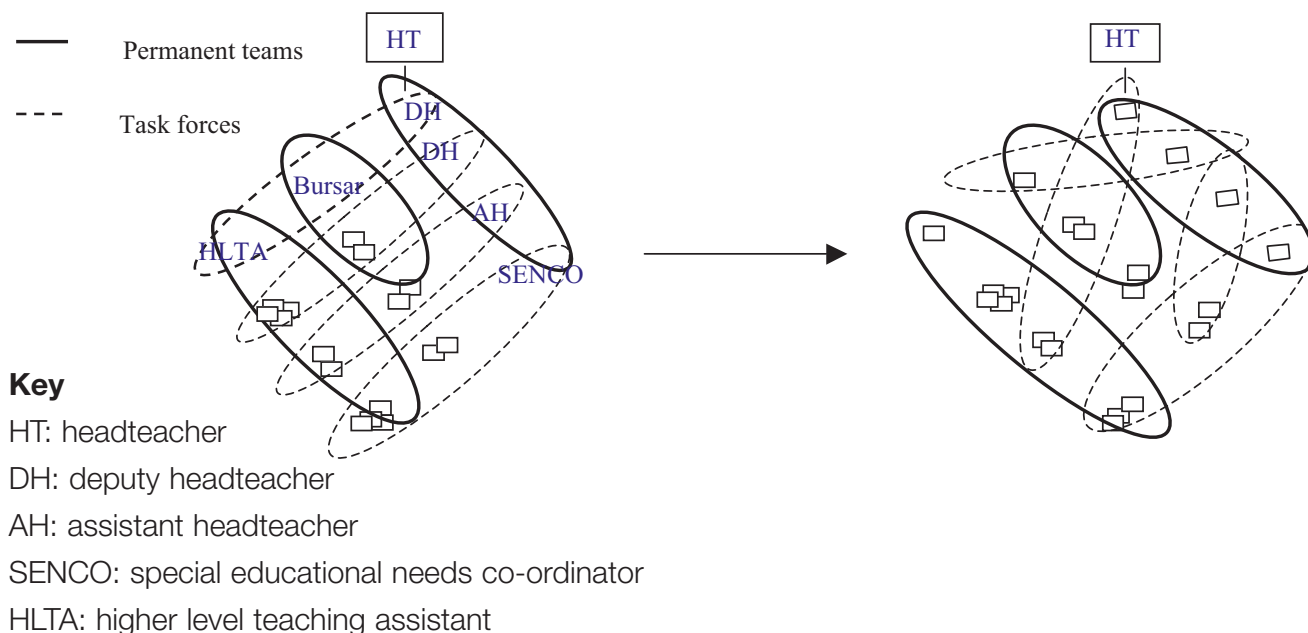 HT
HT
Permanent teams
Task forces
DH
DH
Bursar
AH
HLTA
SENCO
Key
HT: headteacher
DH: deputy headteacher
AH: assistant headteacher
SENCO: special educational needs co-ordinator
HLTA: higher level teaching assistant